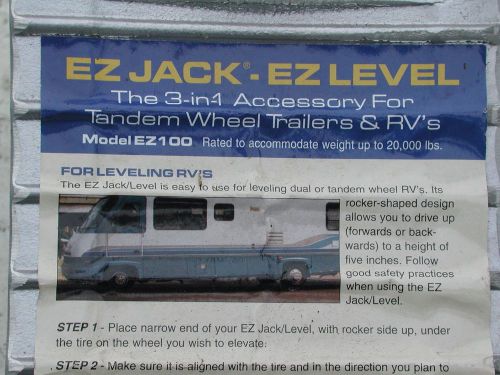 EZ JACK® - EZ LEVEL
The 3-in-1 Accessory For
Tandem Wheel Trailers & RV's
Model EZ100 Rated to accommodate weight up to 20,000 lbs.
FOR LEVELING RV'S
The EZ Jack/Level is easy to use for leveling dual or tandem wheel RV's. Its
rocker-shaped design
allows you to drive up
(forwards or back-
wards) to a height of
five inches. Follow
good safety practices
when using the EZ
Jack/Level.
STEP 1 - Place narrow end of your EZ Jack/Level, with rocker side up, under
the tire on the wheel you wish to elevate.
STEP 2 - Make sure it is aligned with the tire and in the direction you plan to